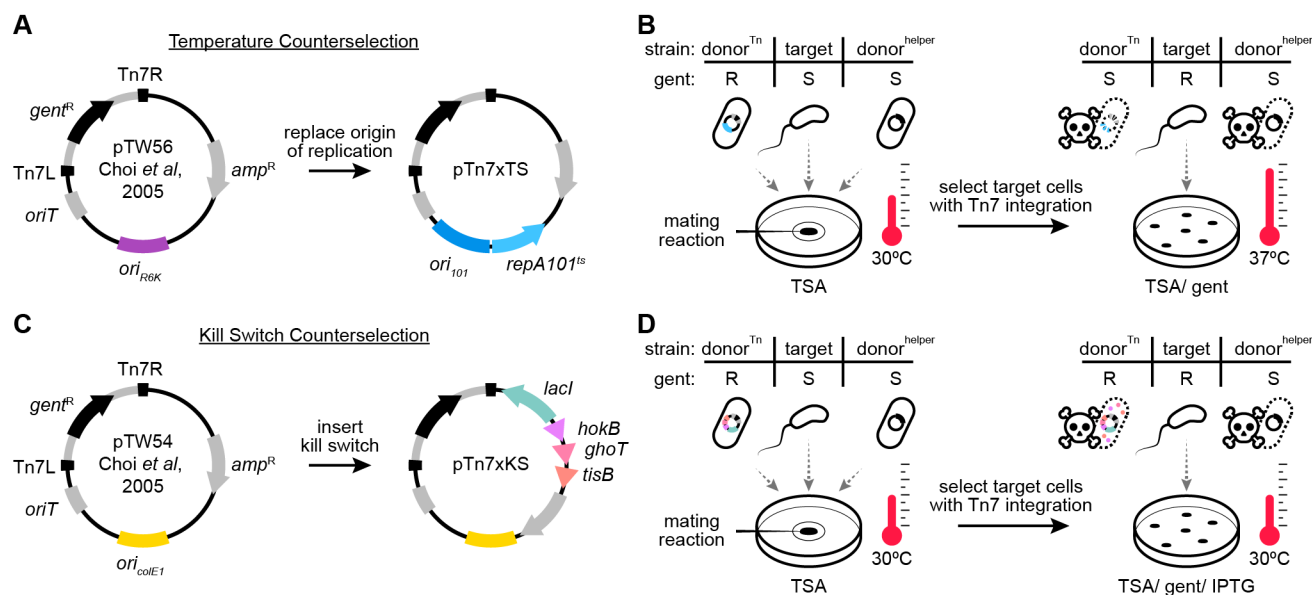 A
Temperature Counterselection
Tn7R
gentR
pTW56
Choi et al,
2005
Tn7L
ampR
oriT
oriR6K
replace origin
of replication
pTn7xTS
ori101
repA101ts
B
strain: donorTn target donorhelper
gent: R S S
mating
reaction
30ºC
TSA
select target cells
with Tn7 integration
donorTn target donorhelper
S R S
37ºC
TSA/ gent
C
Kill Switch Counterselection
Tn7R
gentR
pTW54
Choi et al,
2005
Tn7L
ampR
oriT
oricolE1
insert
kill switch
pTn7xKS
lacI
hokB
ghoT
tisB
D
strain: donorTn target donorhelper
gent: R S S
mating
reaction
30ºC
TSA
select target cells
with Tn7 integration
donorTn target donorhelper
R R S
30ºC
TSA/ gent/ IPTG